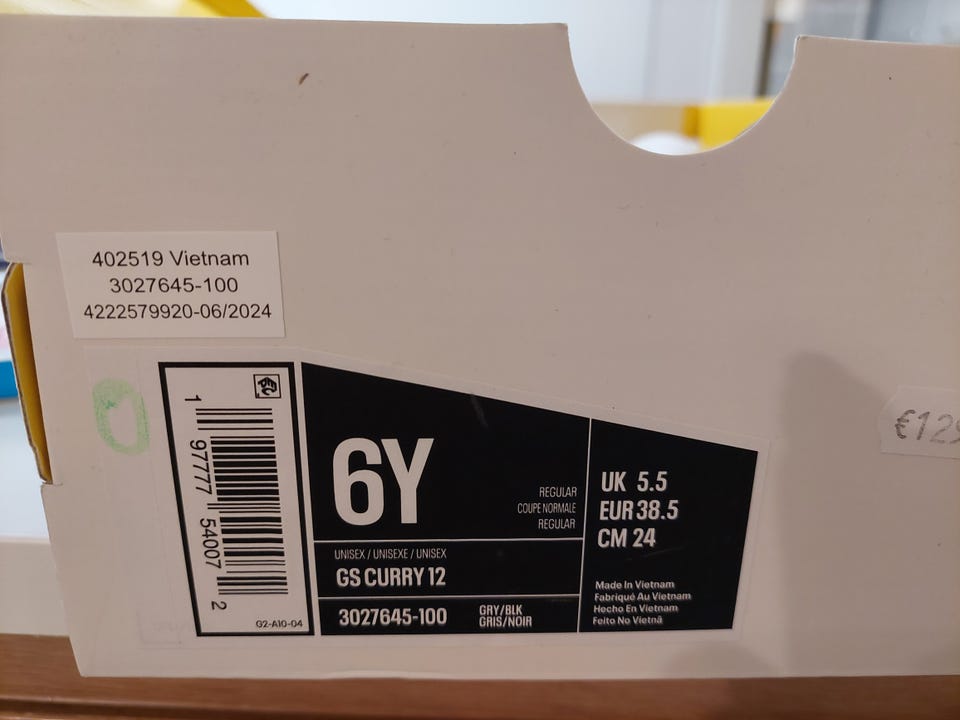 402519 Vietnam
3027645-100
4222579920-06/2024
1 97777 54007 2
G2-A10-04
6Y
REGULAR
COUPE NORMALE
REGULAR
UNISEX / UNISEXE / UNISEX
GS CURRY 12
3027645-100
GRY/BLK
GRIS/NOIR
UK 5.5
EUR 38.5
CM 24
Made In Vietnam
Fabriqué Au Vietnam
Hecho En Vietnam
Feito No Vietnã
€129